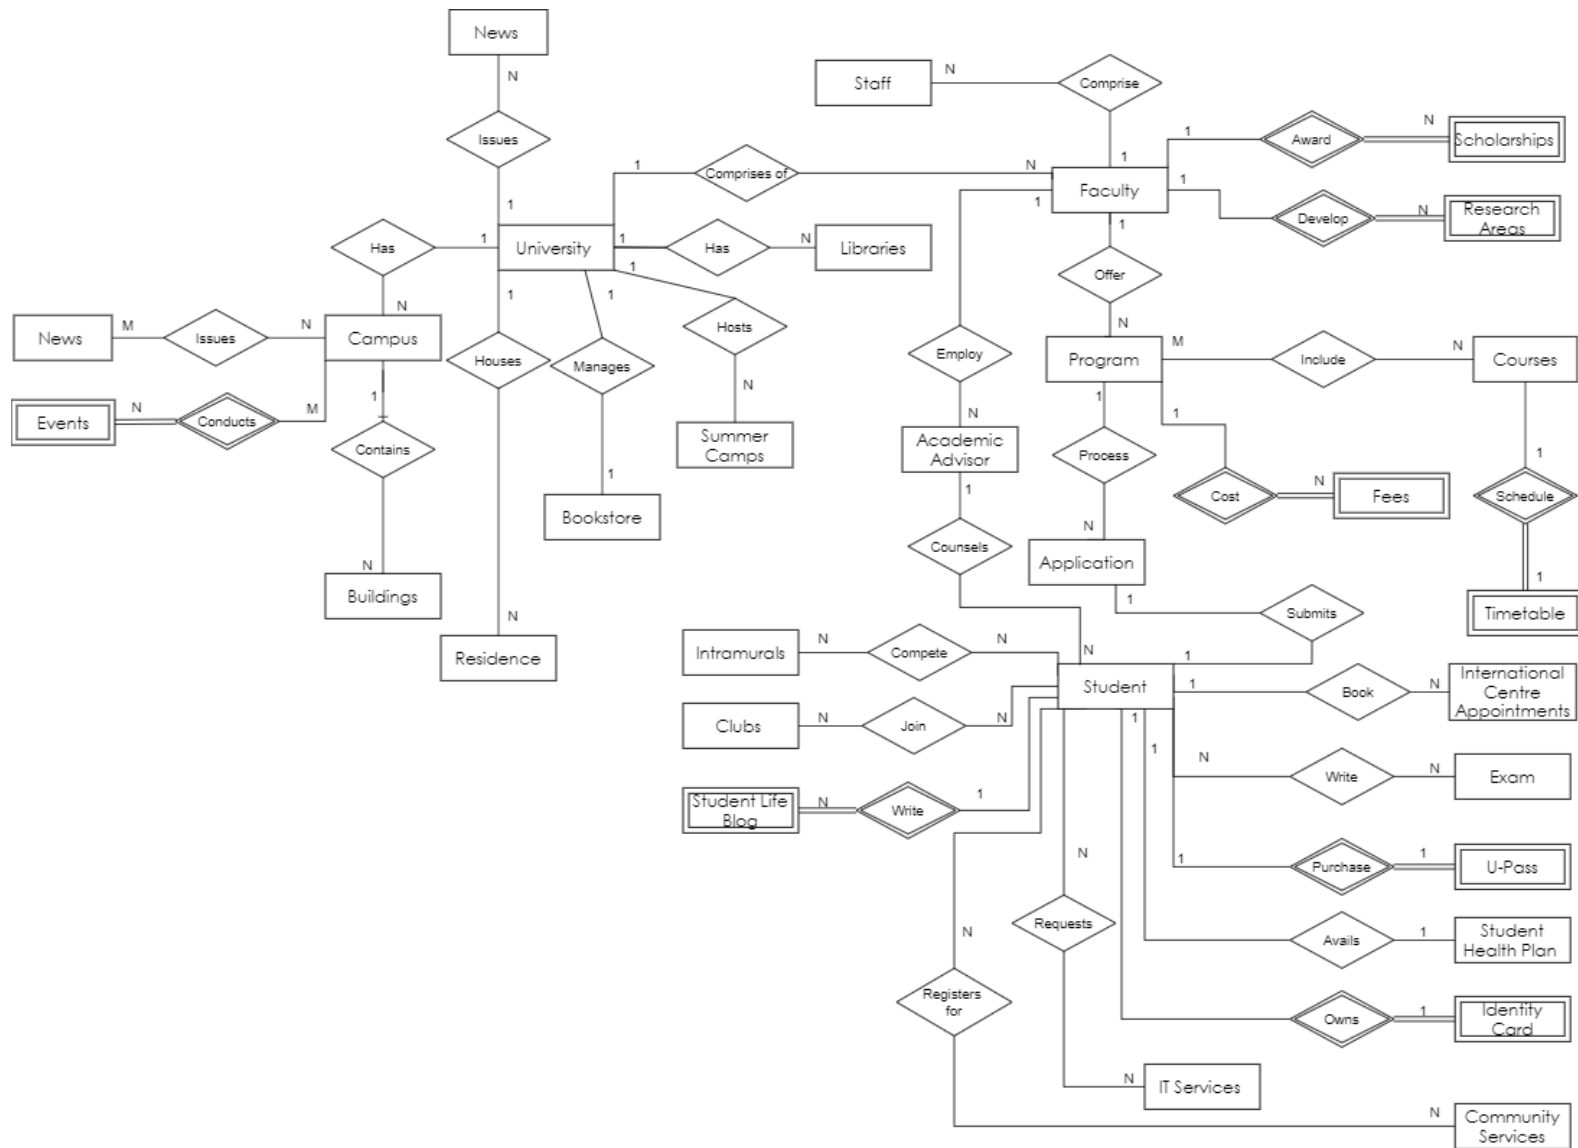 News
N
Issues
1
Staff
N
Comprise
1
1
Award
N
Scholarships
1
Comprises of
N
Faculty
1
1
Develop
N
Research
Areas
1
Offer
N
Has
1
N
University
1
Has
N
Libraries
1
1
1
Hosts
N
Summer
Camps
Manages
1
Bookstore
Houses
N
Residence
News
M
Issues
N
Campus
Events
N
Conducts
M
1
Contains
N
Buildings
Employ
N
Academic
Advisor
1
Counsels
N
Program
M
Include
N
Courses
1
Process
N
Application
1
Submits
1
1
Cost
N
Fees
1
Schedule
1
Timetable
Intramurals
N
Compete
N
Student
1
Book
N
International
Centre
Appointments
Clubs
N
Join
N
1
1
N
Write
N
Exam
Student Life
Blog
N
Write
1
N
1
Purchase
1
U-Pass
N
Requests
Avails
1
Student
Health Plan
Registers
for
Owns
1
Identity
Card
N
IT Services
N
Community
Services